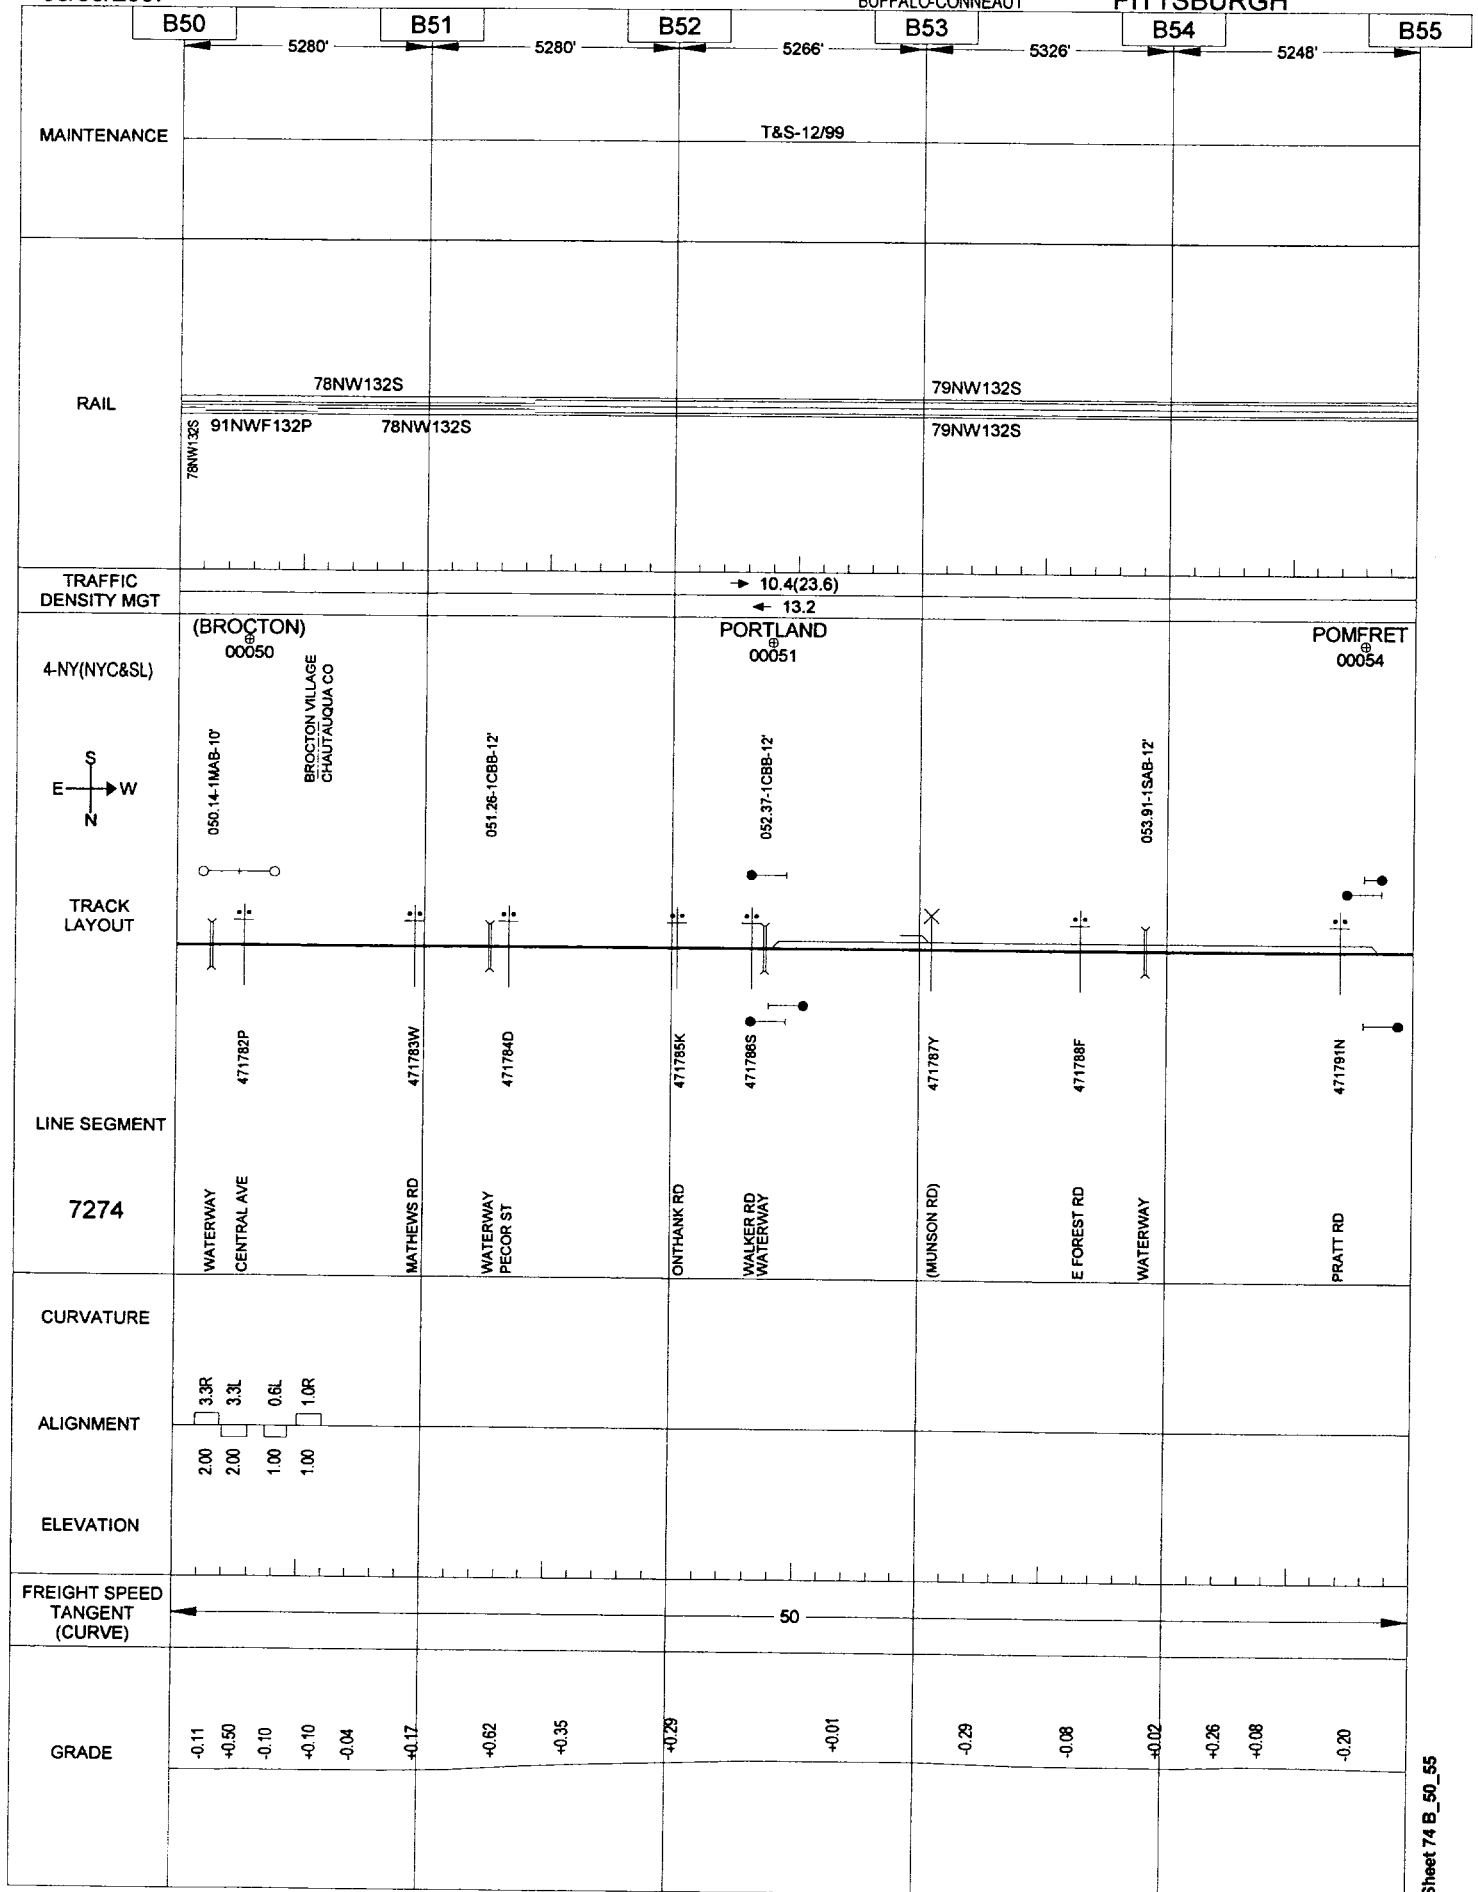 BUFFALO-CONNEAUT PITTSBURGH
B50 B51 B52 B53 B54 B55
5280' 5280' 5266' 5326' 5248'
MAINTENANCE
T&S-12/99
RAIL
78NW132S 79NW132S
78NW132S
91NWF132P 78NW132S 79NW132S
TRAFFIC
DENSITY MGT
10.4(23.6)
13.2
4-NY(NYC&SL)
(BROCTON)
00050
PORTLAND
00051
POMFRET
00054
BROCTON VILLAGE
CHAUTAUQUA CO
S
E W
N
050.14-1MAB-10'
051.26-1CBB-12'
052.37-1CBB-12'
053.91-1SAB-12'
TRACK
LAYOUT
471782P
471783W
471784D
471785K
471786S
471787Y
471788F
471791N
LINE SEGMENT
7274
WATERWAY
CENTRAL AVE
MATHEWS RD
WATERWAY
PECOR ST
ONTHANK RD
WALKER RD
WATERWAY
(MUNSON RD)
E FOREST RD
WATERWAY
PRATT RD
CURVATURE
3.3R
3.3L
0.6L
1.0R
ALIGNMENT
2.00
2.00
1.00
1.00
ELEVATION
FREIGHT SPEED
TANGENT
(CURVE)
50
GRADE
-0.11
+0.50
-0.10
+0.10
-0.04
+0.17
+0.62
+0.35
+0.29
+0.01
-0.29
-0.08
+0.02
+0.26
+0.08
-0.20
Sheet 74 B_50_55